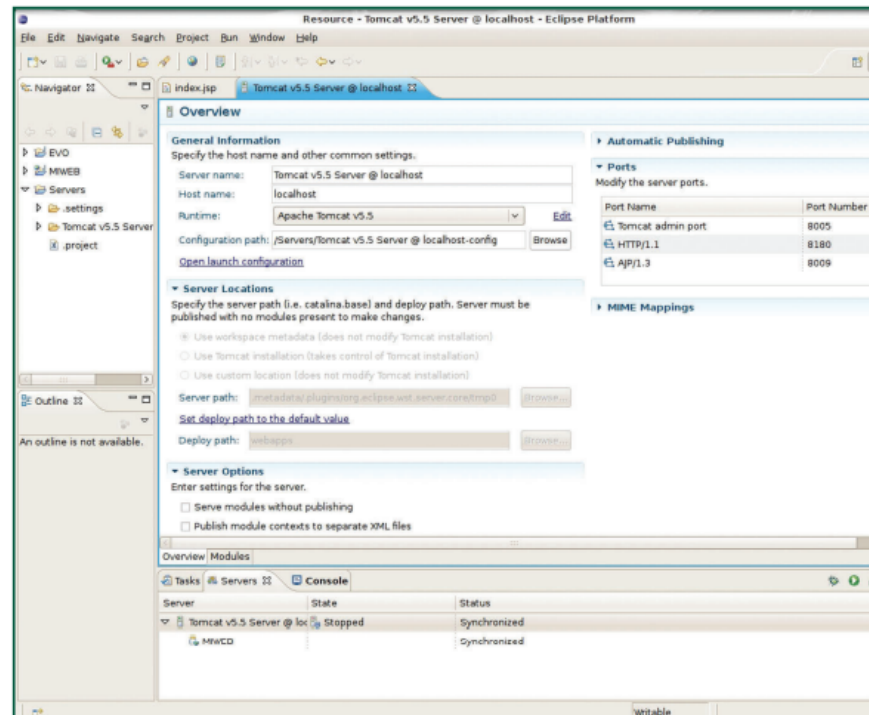 Resource - Tomcat v5.5 Server @ localhost - Eclipse Platform
File Edit Navigate Search Project Run Window Help
Navigator
index.jsp
Tomcat v5.5 Server @ localhost
EVO
MIWEB
Servers
.settings
Tomcat v5.5 Server
.project
Outline
An outline is not available.
Overview
General Information
Specify the host name and other common settings.
Server name: Tomcat v5.5 Server @ localhost
Host name: localhost
Runtime: Apache Tomcat v5.5 Edit
Configuration path: /Servers/Tomcat v5.5 Server @ localhost-config Browse
Open launch configuration
Server Locations
Specify the server path (i.e. catalina.base) and deploy path. Server must be
published with no modules present to make changes.
Use workspace metadata (does not modify Tomcat installation)
Use Tomcat installation (takes control of Tomcat installation)
Use custom location (does not modify Tomcat installation)
Server path: .metadata/.plugins/org.eclipse.wst.server.core/tmp0 Browse...
Set deploy path to the default value
Deploy path: webapps Browse...
Server Options
Enter settings for the server.
Serve modules without publishing
Publish module contexts to separate XML files
Automatic Publishing
Ports
Modify the server ports.
Port Name Port Number
Tomcat admin port 8005
HTTP/1.1 8180
AJP/1.3 8009
MIME Mappings
Overview Modules
Tasks Servers Console
Server State Status
Tomcat v5.5 Server @ loc Stopped Synchronized
MIWEB Synchronized
Writable